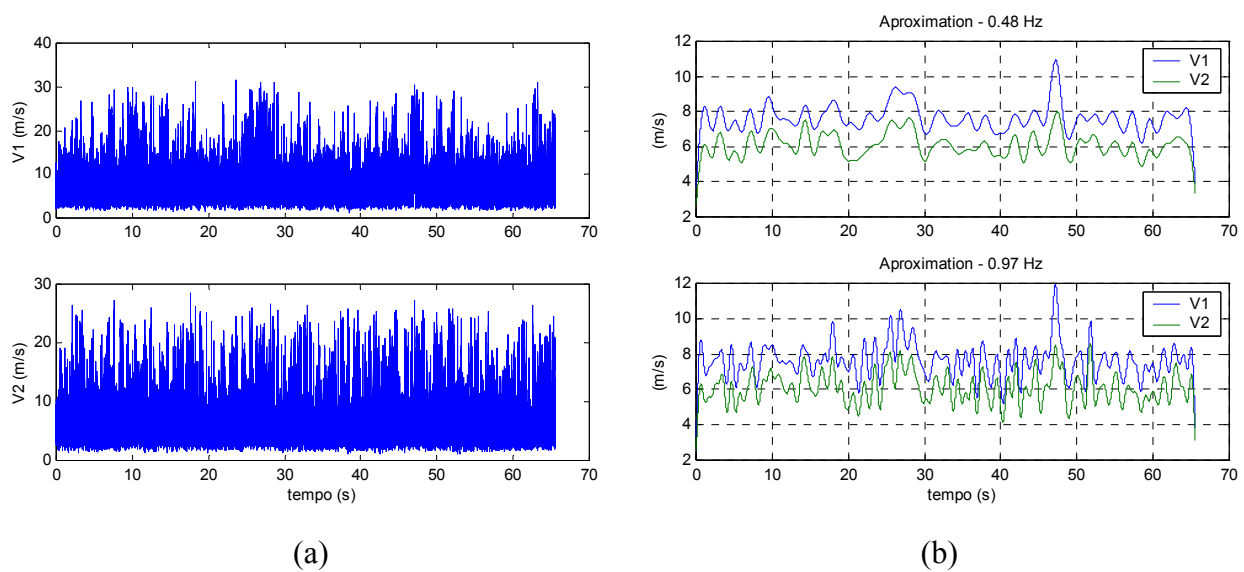 40
30
20
10
0
V1 (m/s)
0 10 20 30 40 50 60 70
30
20
10
0
V2 (m/s)
0 10 20 30 40 50 60 70
tempo (s)
(a)
Aproximation - 0.48 Hz
12
10
8
6
4
2
(m/s)
V1
V2
0 10 20 30 40 50 60 70
Aproximation - 0.97 Hz
12
10
8
6
4
2
(m/s)
V1
V2
0 10 20 30 40 50 60 70
tempo (s)
(b)